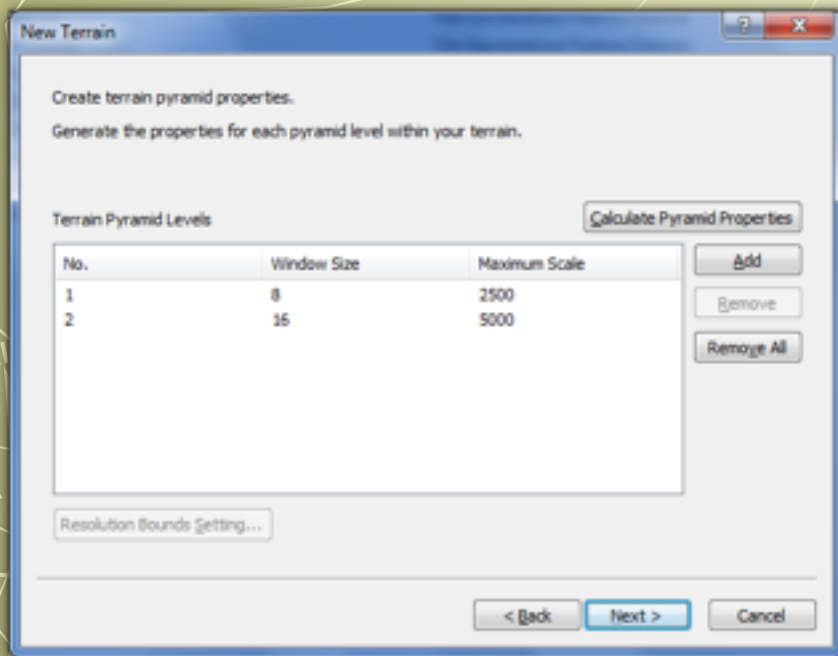 New Terrain
Create terrain pyramid properties.
Generate the properties for each pyramid level within your terrain.
Terrain Pyramid Levels
Calculate Pyramid Properties
No. Window Size Maximum Scale
Add
1 8 2500
2 16 5000
Remove
Remove All
Resolution Bounds Setting...
< Back Next > Cancel